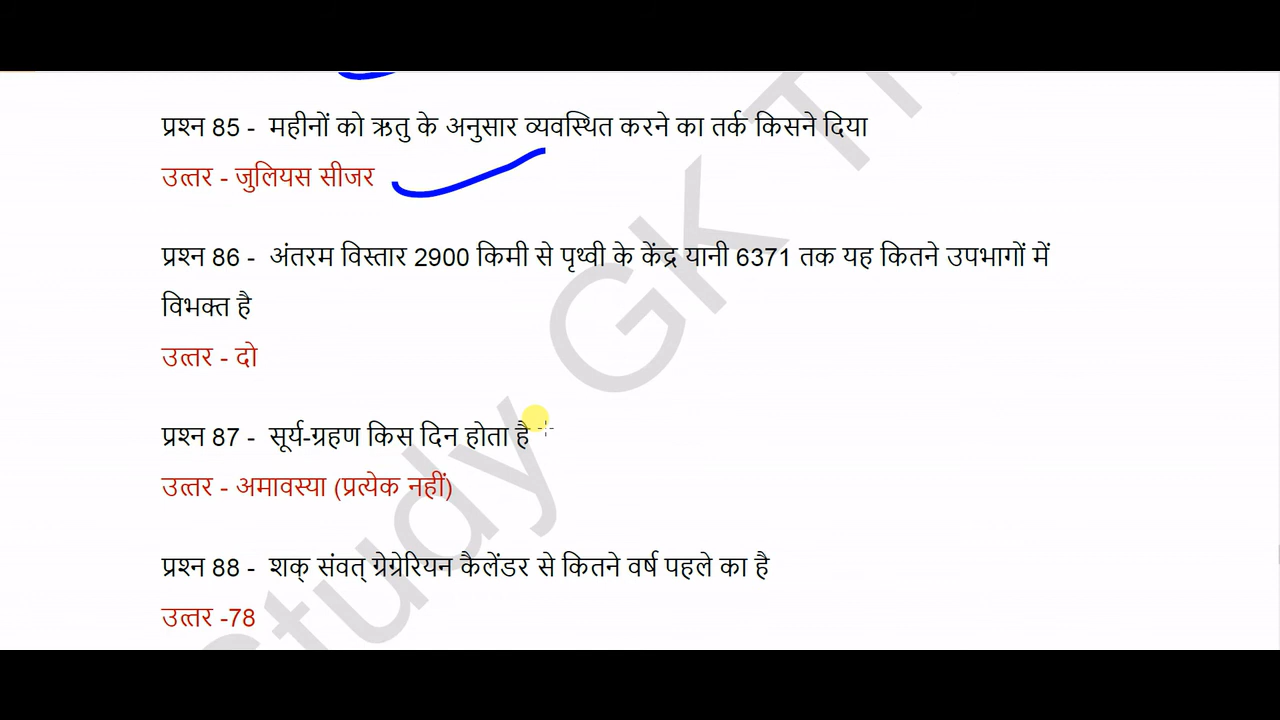 प्रश्न 85 - महीनों को ऋतु के अनुसार व्यवस्थित करने का तर्क किसने दिया
उत्तर - जुलियस सीजर
प्रश्न 86 - अंतरम विस्तार 2900 किमी से पृथ्वी के केंद्र यानी 6371 तक यह कितने उपभागों में
विभक्त है
उत्तर - दो
प्रश्न 87 - सूर्य-ग्रहण किस दिन होता है
उत्तर - अमावस्या (प्रत्येक नहीं)
प्रश्न 88 - शक् संवत् ग्रेग्रेरियन कैलेंडर से कितने वर्ष पहले का है
उत्तर -78
Study GK